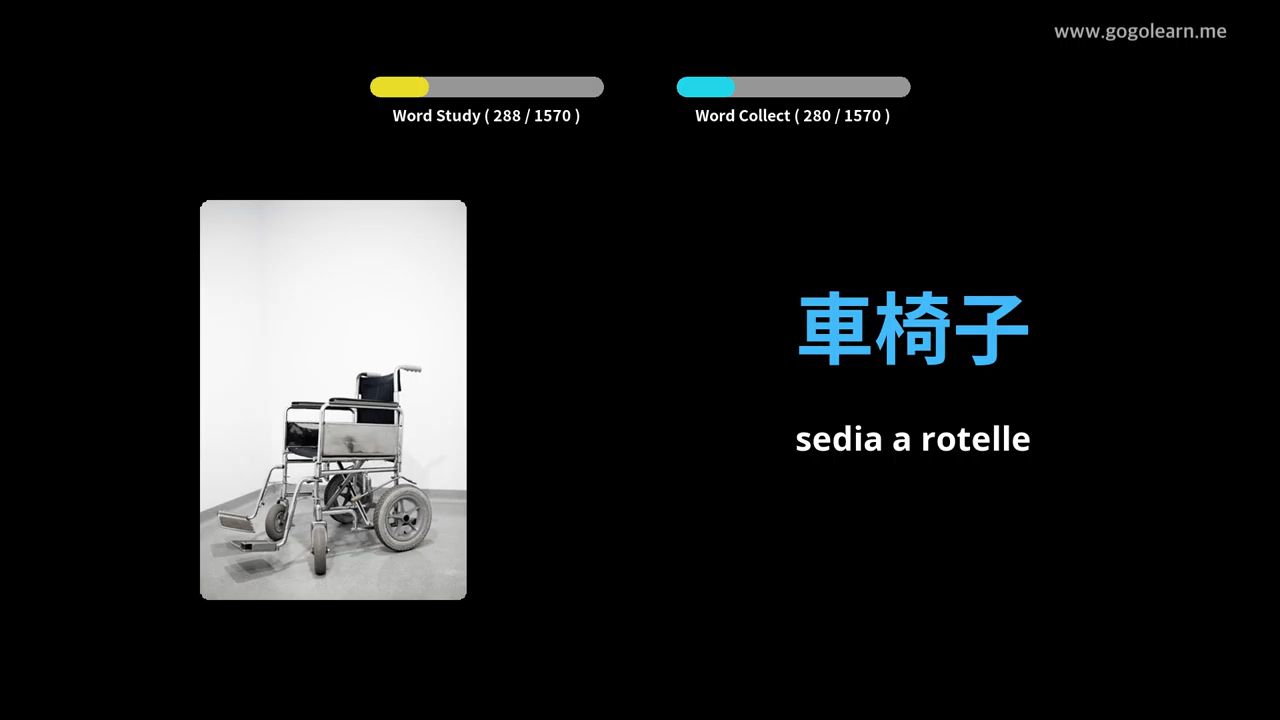 www.gogolearn.me
Word Study ( 288 / 1570 )
Word Collect ( 280 / 1570 )
車椅子
sedia a rotelle